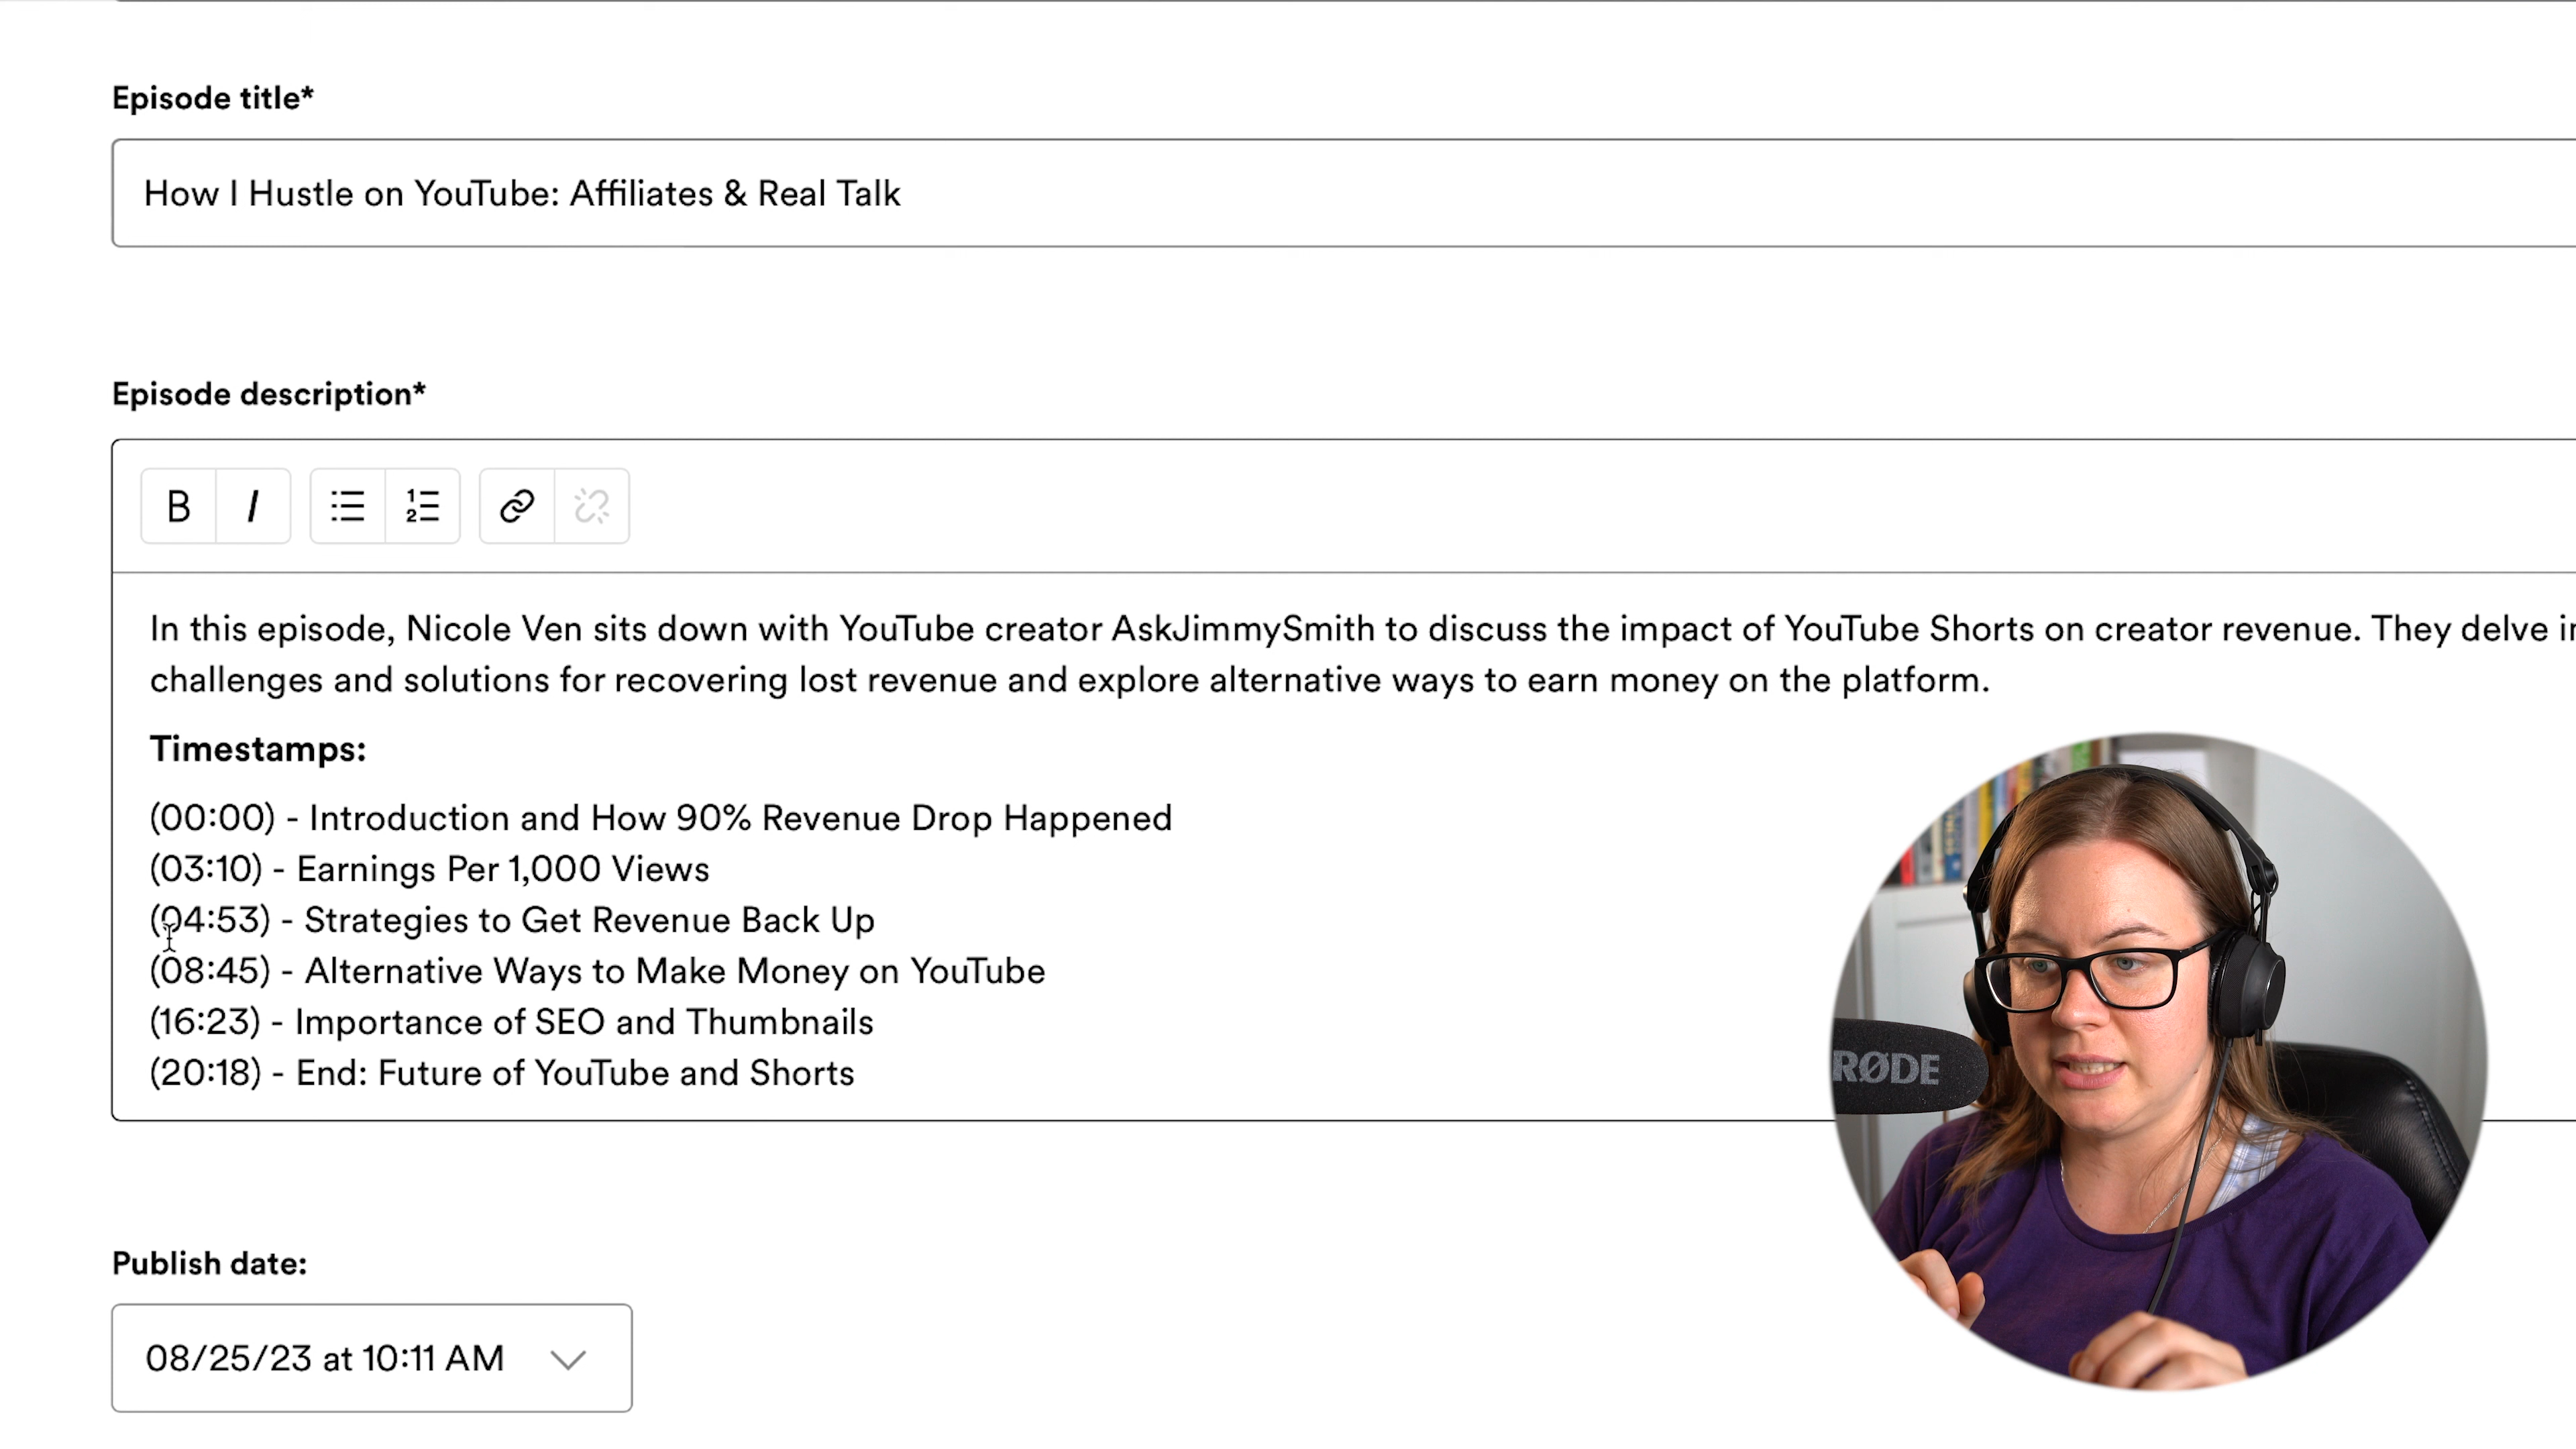 Episode title*
How I Hustle on YouTube: Affiliates & Real Talk
Episode description*
B I
1
2
In this episode, Nicole Ven sits down with YouTube creator AskJimmySmith to discuss the impact of YouTube Shorts on creator revenue. They delve
challenges and solutions for recovering lost revenue and explore alternative ways to earn money on the platform.
Timestamps:
(00:00) - Introduction and How 90% Revenue Drop Happened
(03:10) - Earnings Per 1,000 Views
(04:53) - Strategies to Get Revenue Back Up
(08:45) - Alternative Ways to Make Money on YouTube
(16:23) - Importance of SEO and Thumbnails
(20:18) - End: Future of YouTube and Shorts
RØDE
Publish date:
08/25/23 at 10:11 AM